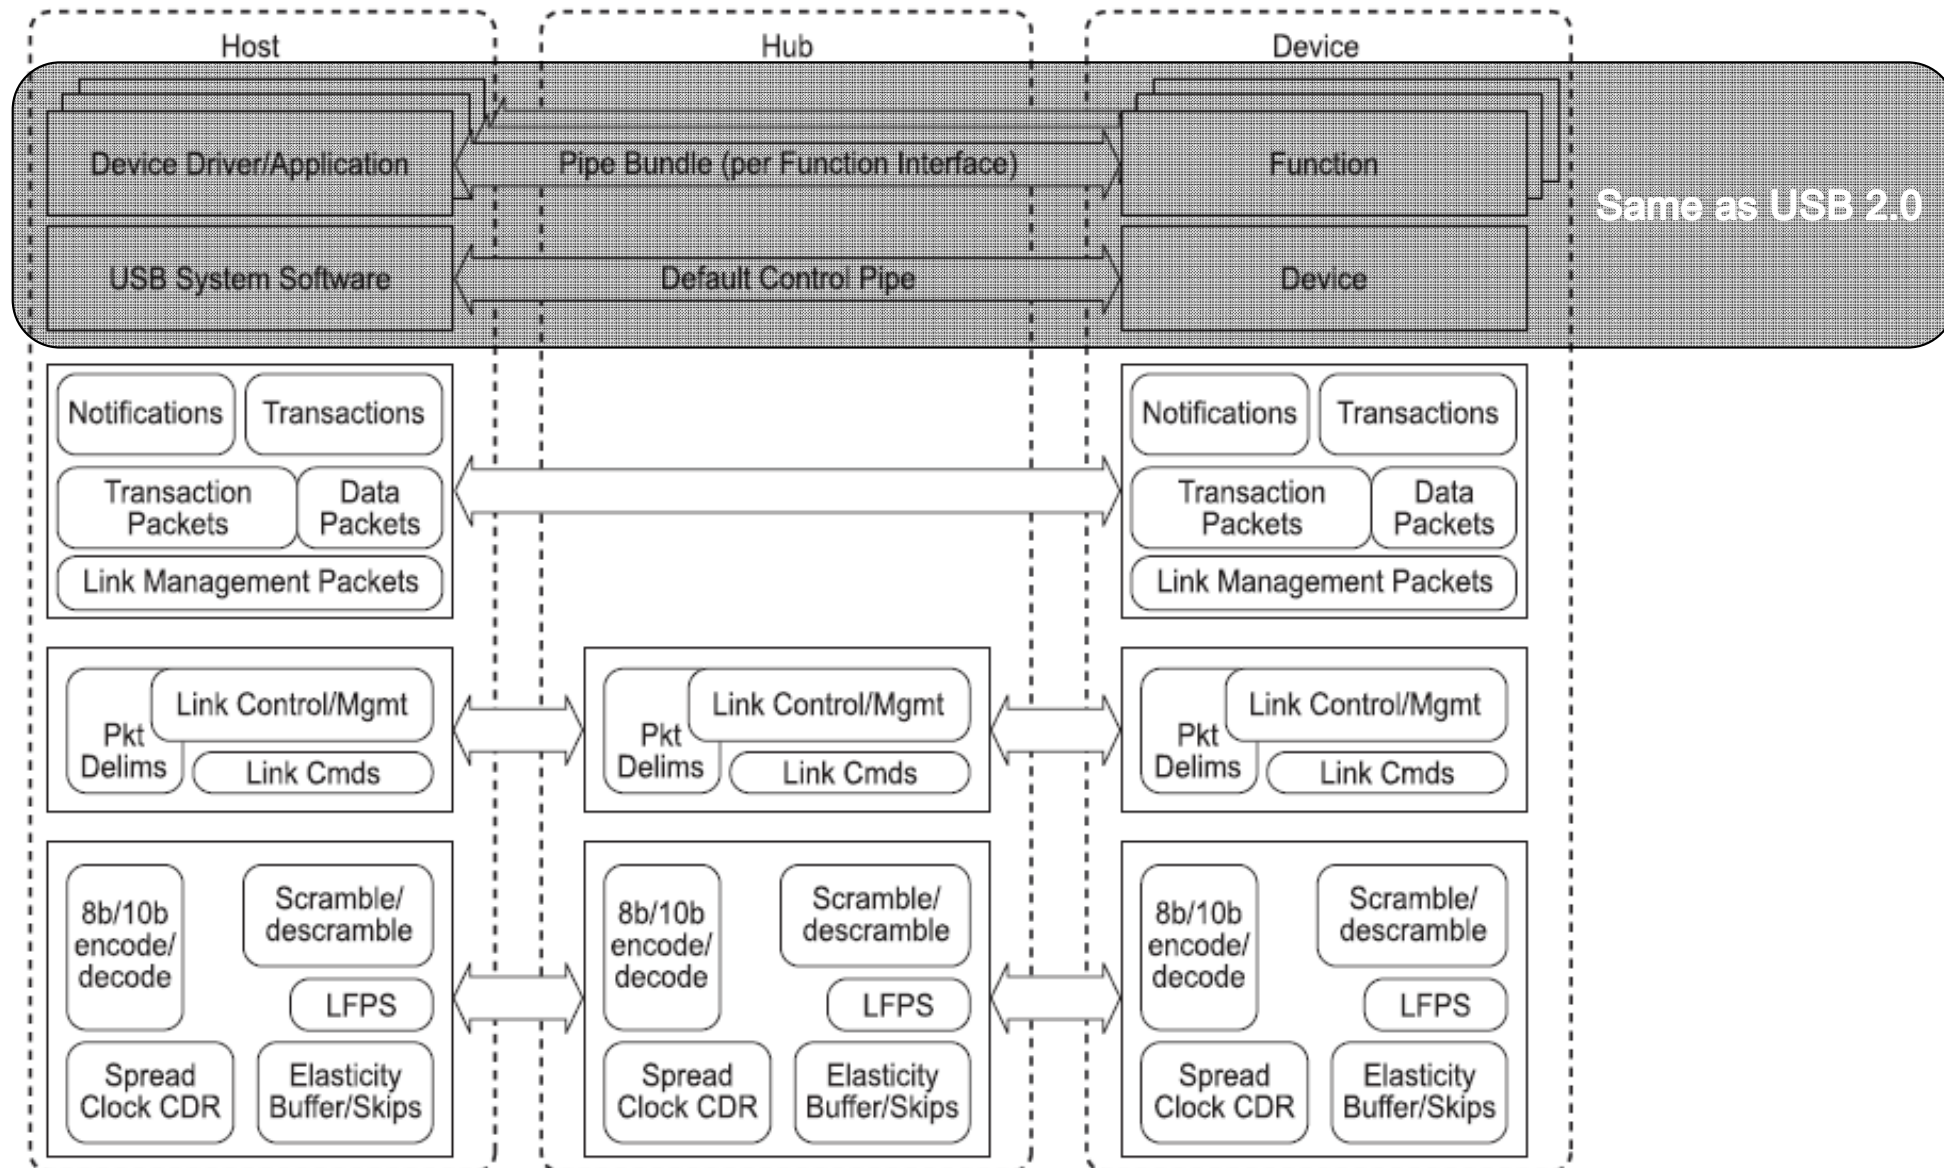 Host
Hub
Device
Device Driver/Application
Pipe Bundle (per Function Interface)
Function
Same as USB 2.0
USB System Software
Default Control Pipe
Device
Notifications
Transactions
Transaction
Packets
Data
Packets
Link Management Packets
Notifications
Transactions
Transaction
Packets
Data
Packets
Link Management Packets
Link Control/Mgmt
Pkt
Delims
Link Cmds
Link Control/Mgmt
Pkt
Delims
Link Cmds
Link Control/Mgmt
Pkt
Delims
Link Cmds
8b/10b
encode/
decode
Scramble/
descramble
LFPS
Spread
Clock CDR
Elasticity
Buffer/Skips
8b/10b
encode/
decode
Scramble/
descramble
LFPS
Spread
Clock CDR
Elasticity
Buffer/Skips
8b/10b
encode/
decode
Scramble/
descramble
LFPS
Spread
Clock CDR
Elasticity
Buffer/Skips